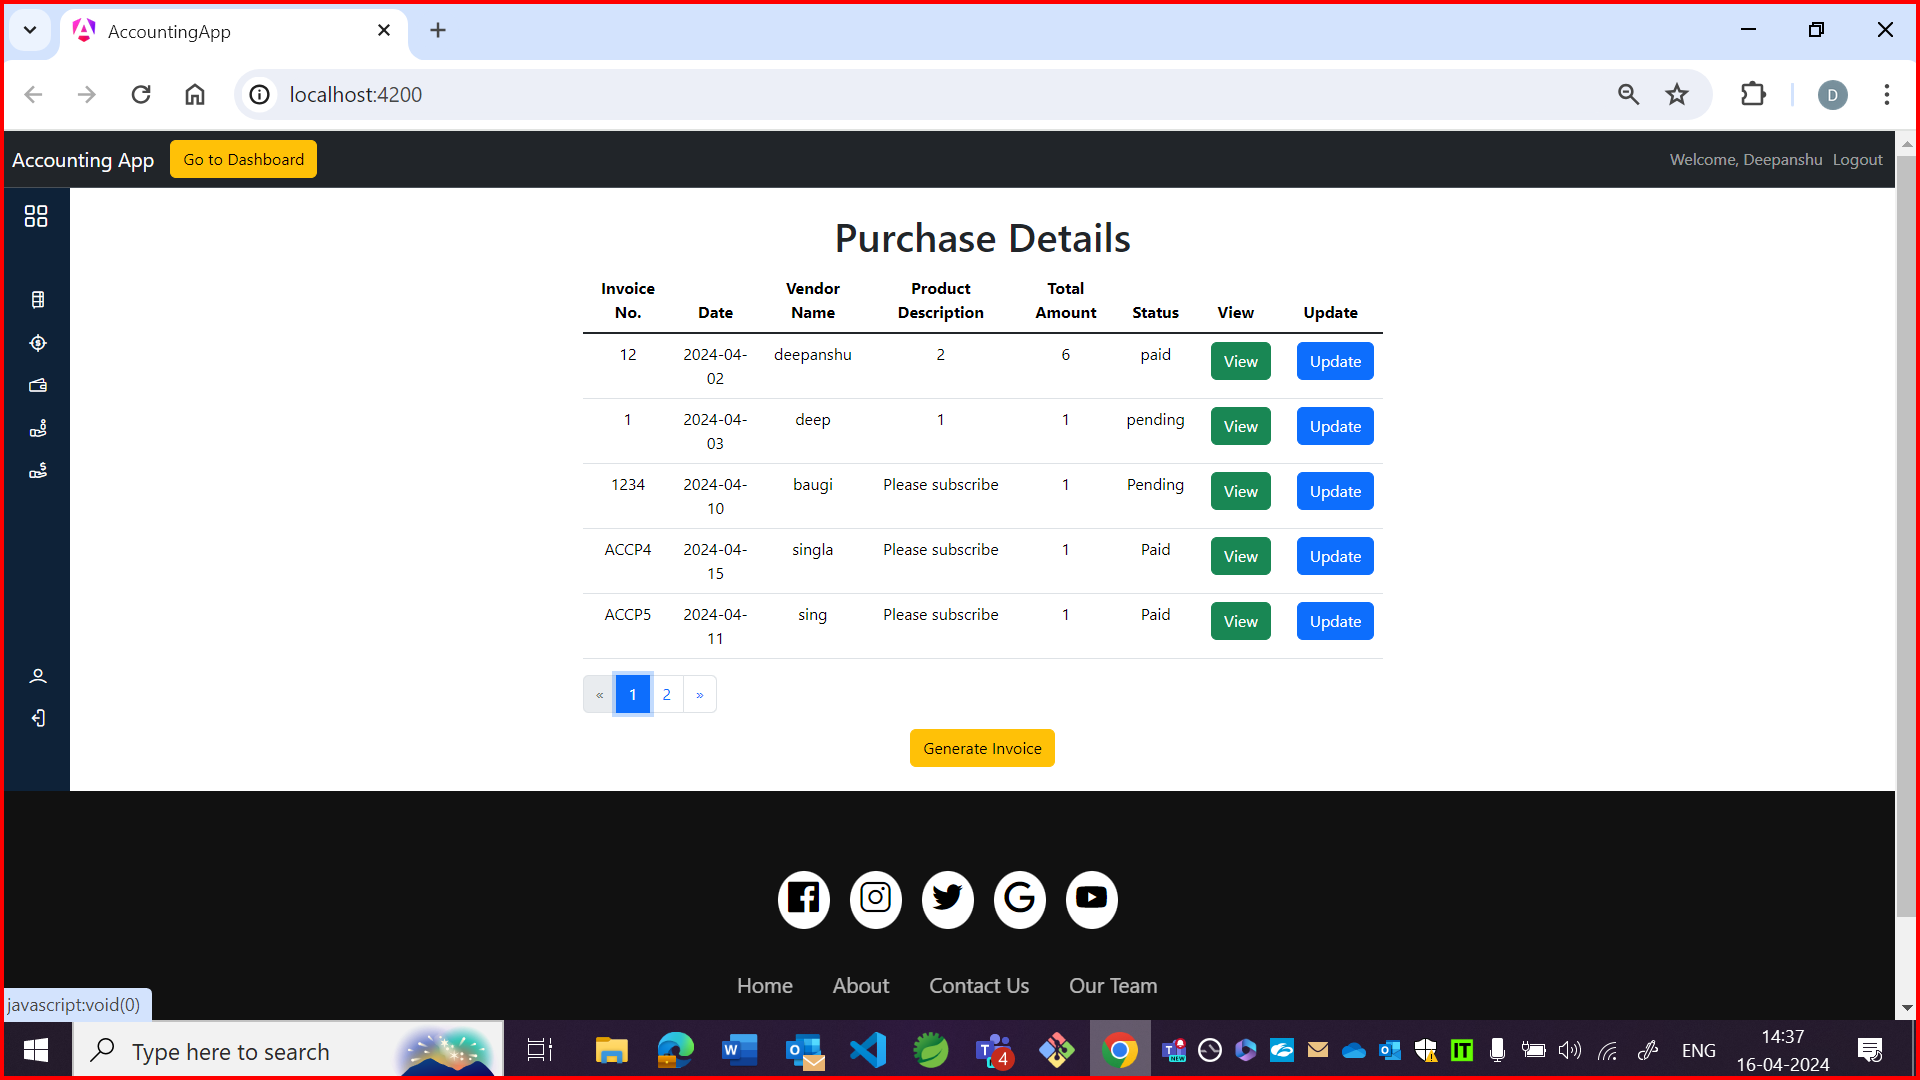 AccountingApp
localhost:4200
D
Accounting App
Go to Dashboard
Welcome, Deepanshu Logout
Purchase Details
Invoice No. Date Vendor Name Product Description Total Amount Status View Update
12 2024-04-02 deepanshu 2 6 paid View Update
1 2024-04-03 deep 1 1 pending View Update
1234 2024-04-10 baugi Please subscribe 1 Pending View Update
ACCP4 2024-04-15 singla Please subscribe 1 Paid View Update
ACCP5 2024-04-11 sing Please subscribe 1 Paid View Update
« 1 2 »
Generate Invoice
Home About Contact Us Our Team
javascript:void(0)
Type here to search
4
ENG
14:37
16-04-2024